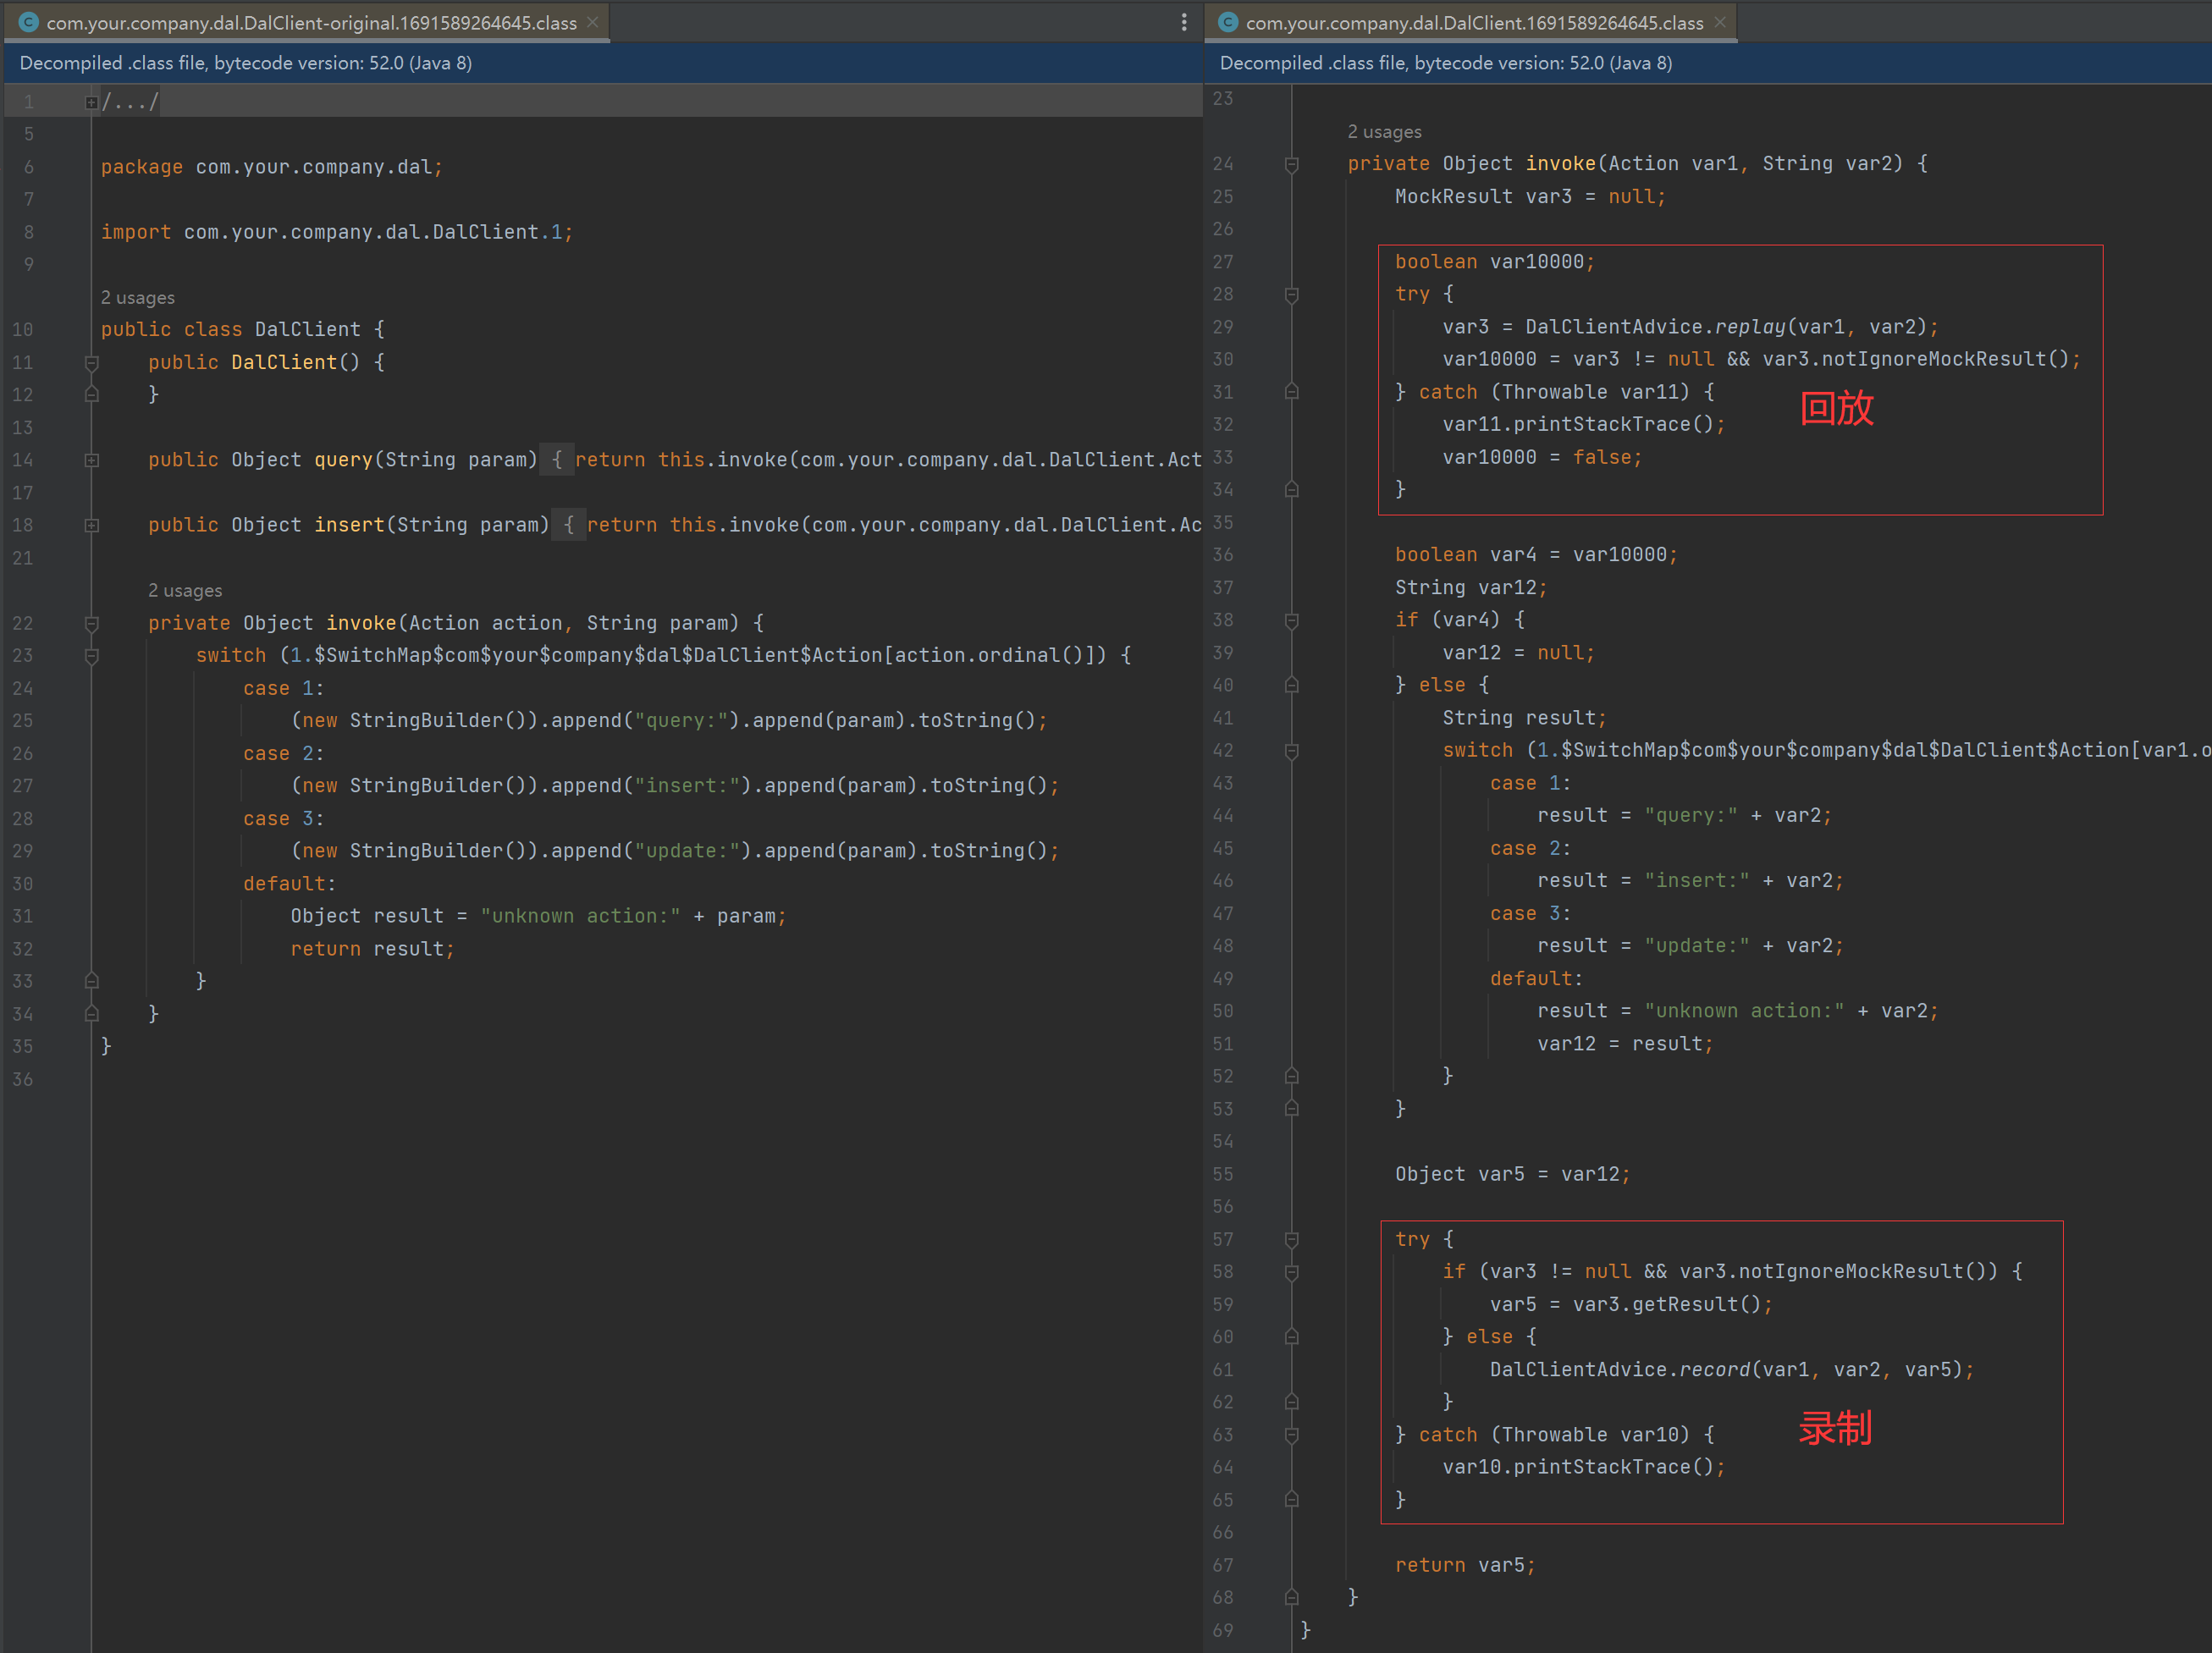 com.your.company.dal.DalClient-original.1691589264645.class
Decompiled .class file, bytecode version: 52.0 (Java 8)
1 /.../
5
6 package com.your.company.dal;
7
8 import com.your.company.dal.DalClient.1;
9
2 usages
10 public class DalClient {
11 public DalClient() {
12 }
13
14 public Object query(String param) { return this.invoke(com.your.company.dal.DalClient.Act
17
18 public Object insert(String param) { return this.invoke(com.your.company.dal.DalClient.Ac
21
2 usages
22 private Object invoke(Action action, String param) {
23 switch (1.$SwitchMap$com$your$company$dal$DalClient$Action[action.ordinal()]) {
24 case 1:
25 (new StringBuilder()).append("query:").append(param).toString();
26 case 2:
27 (new StringBuilder()).append("insert:").append(param).toString();
28 case 3:
29 (new StringBuilder()).append("update:").append(param).toString();
30 default:
31 Object result = "unknown action:" + param;
32 return result;
33 }
34 }
35 }
36
com.your.company.dal.DalClient.1691589264645.class
Decompiled .class file, bytecode version: 52.0 (Java 8)
23
2 usages
24 private Object invoke(Action var1, String var2) {
25 MockResult var3 = null;
26
27 boolean var10000;
28 try {
29 var3 = DalClientAdvice.replay(var1, var2);
30 var10000 = var3 != null && var3.notIgnoreMockResult();
31 } catch (Throwable var11) {
回放
32 var11.printStackTrace();
33 var10000 = false;
34 }
35
36 boolean var4 = var10000;
37 String var12;
38 if (var4) {
39 var12 = null;
40 } else {
41 String result;
42 switch (1.$SwitchMap$com$your$company$dal$DalClient$Action[var1.o
43 case 1:
44 result = "query:" + var2;
45 case 2:
46 result = "insert:" + var2;
47 case 3:
48 result = "update:" + var2;
49 default:
50 result = "unknown action:" + var2;
51 var12 = result;
52 }
53 }
54
55 Object var5 = var12;
56
57 try {
58 if (var3 != null && var3.notIgnoreMockResult()) {
59 var5 = var3.getResult();
60 } else {
61 DalClientAdvice.record(var1, var2, var5);
62 }
63 } catch (Throwable var10) {
录制
64 var10.printStackTrace();
65 }
66
67 return var5;
68 }
69 }